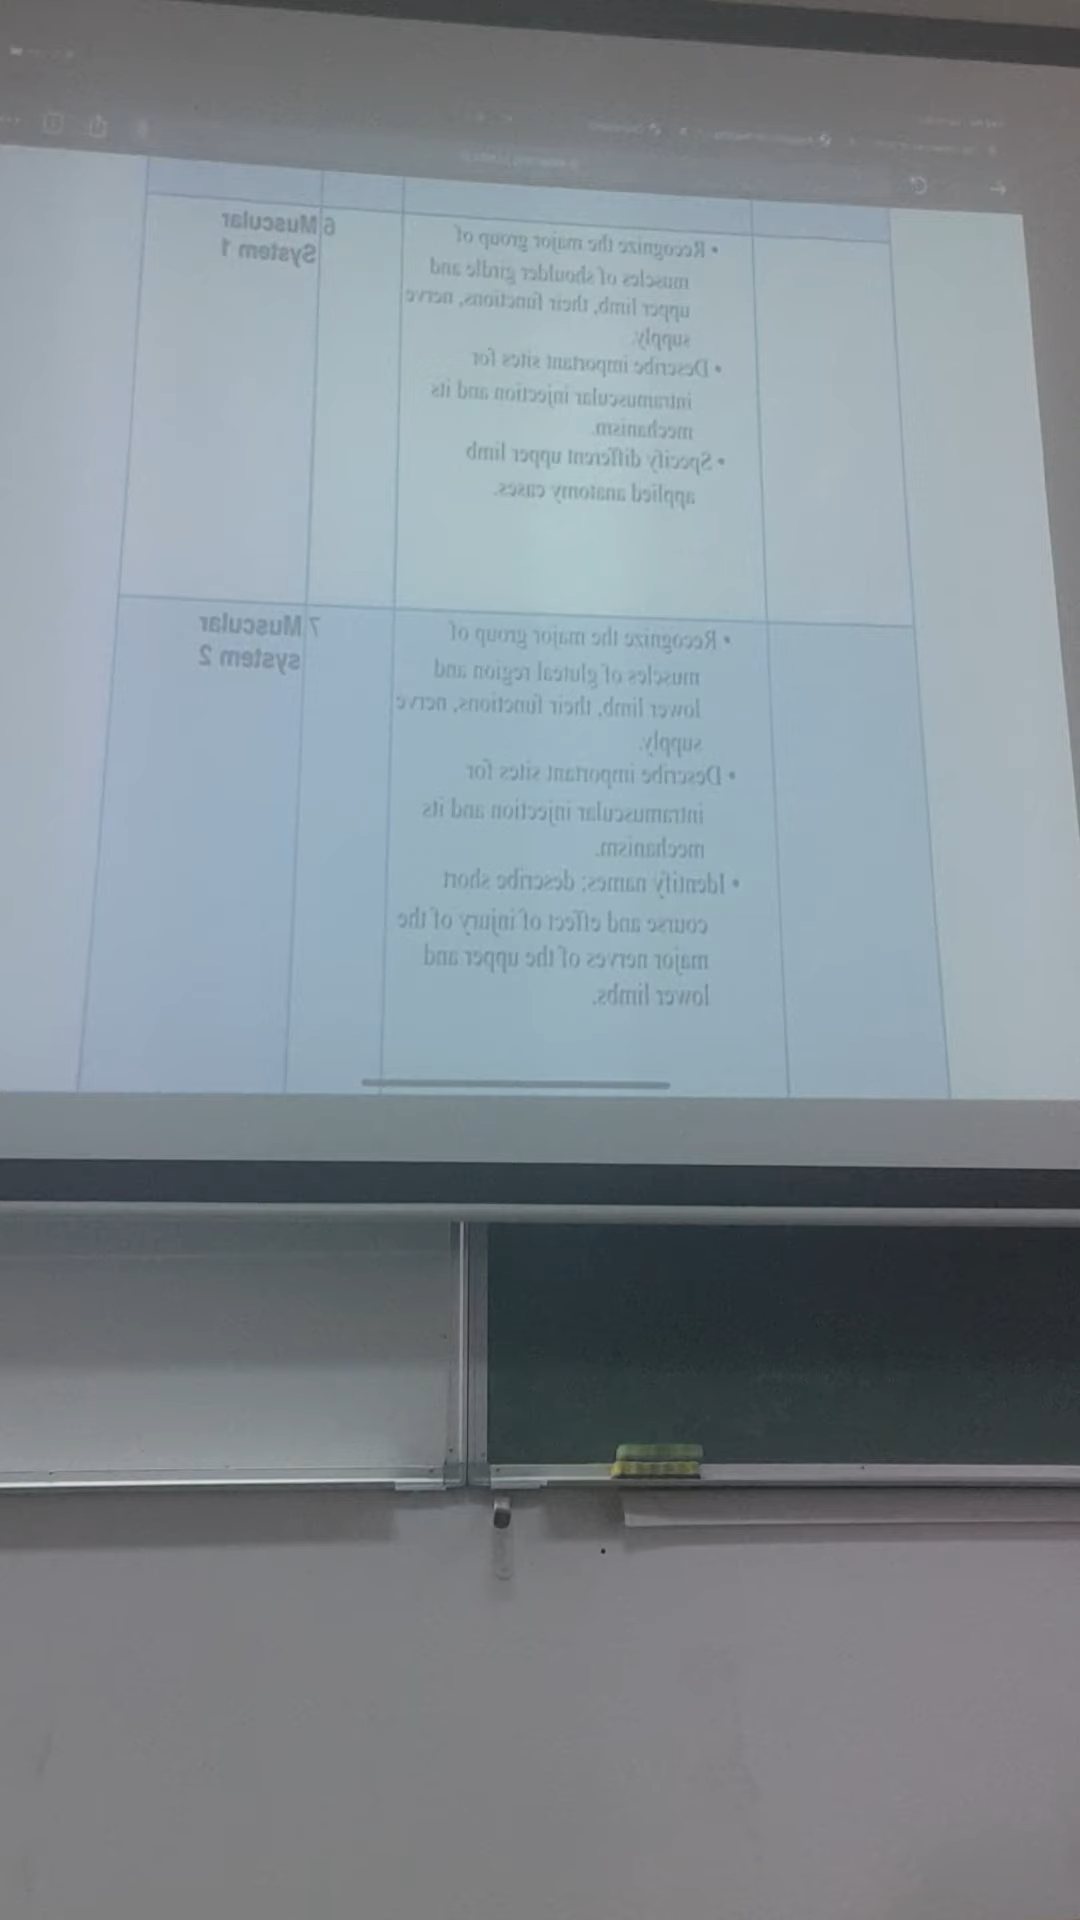 6 Muscular
System 1
• Recognize the major group of
muscles of shoulder girdle and
upper limb, their functions, nerve
supply.
• Describe important sites for
intramuscular injection and its
mechanism.
• Specify different upper limb
applied anatomy cases.
7 Muscular
system 2
• Recognize the major group of
muscles of gluteal region and
lower limb, their functions, nerve
supply.
• Describe important sites for
intramuscular injection and its
mechanism.
• Identify names; describe short
course and effect of injury of the
major nerves of the upper and
lower limbs.